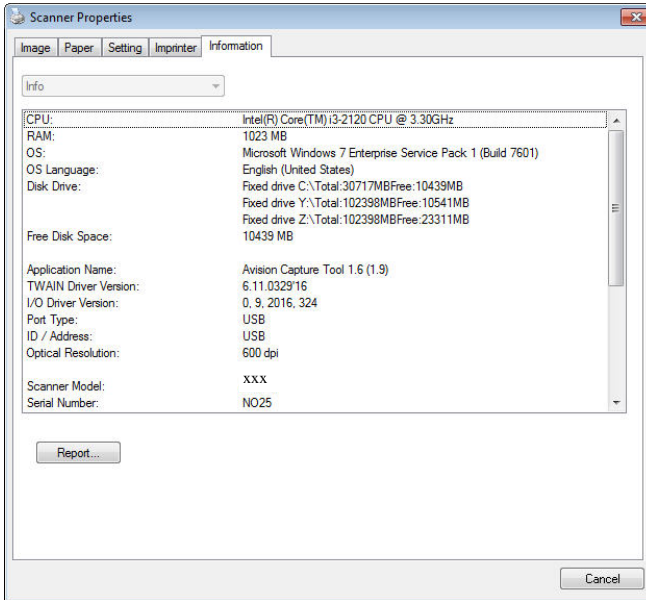 Scanner Properties
Image Paper Setting Imprinter Information
Info
CPU: Intel(R) Core(TM) i3-2120 CPU @ 3.30GHz
RAM: 1023 MB
OS: Microsoft Windows 7 Enterprise Service Pack 1 (Build 7601)
OS Language: English (United States)
Disk Drive: Fixed drive C:\Total:30717MBFree:10439MB
Fixed drive Y:\Total:102398MBFree:10541MB
Fixed drive Z:\Total:102398MBFree:23311MB
Free Disk Space: 10439 MB
Application Name: Avision Capture Tool 1.6 (1.9)
TWAIN Driver Version: 6.11.0329'16
I/O Driver Version: 0, 9, 2016, 324
Port Type: USB
ID / Address: USB
Optical Resolution: 600 dpi
Scanner Model: xxx
Serial Number: NO25
Report...
Cancel